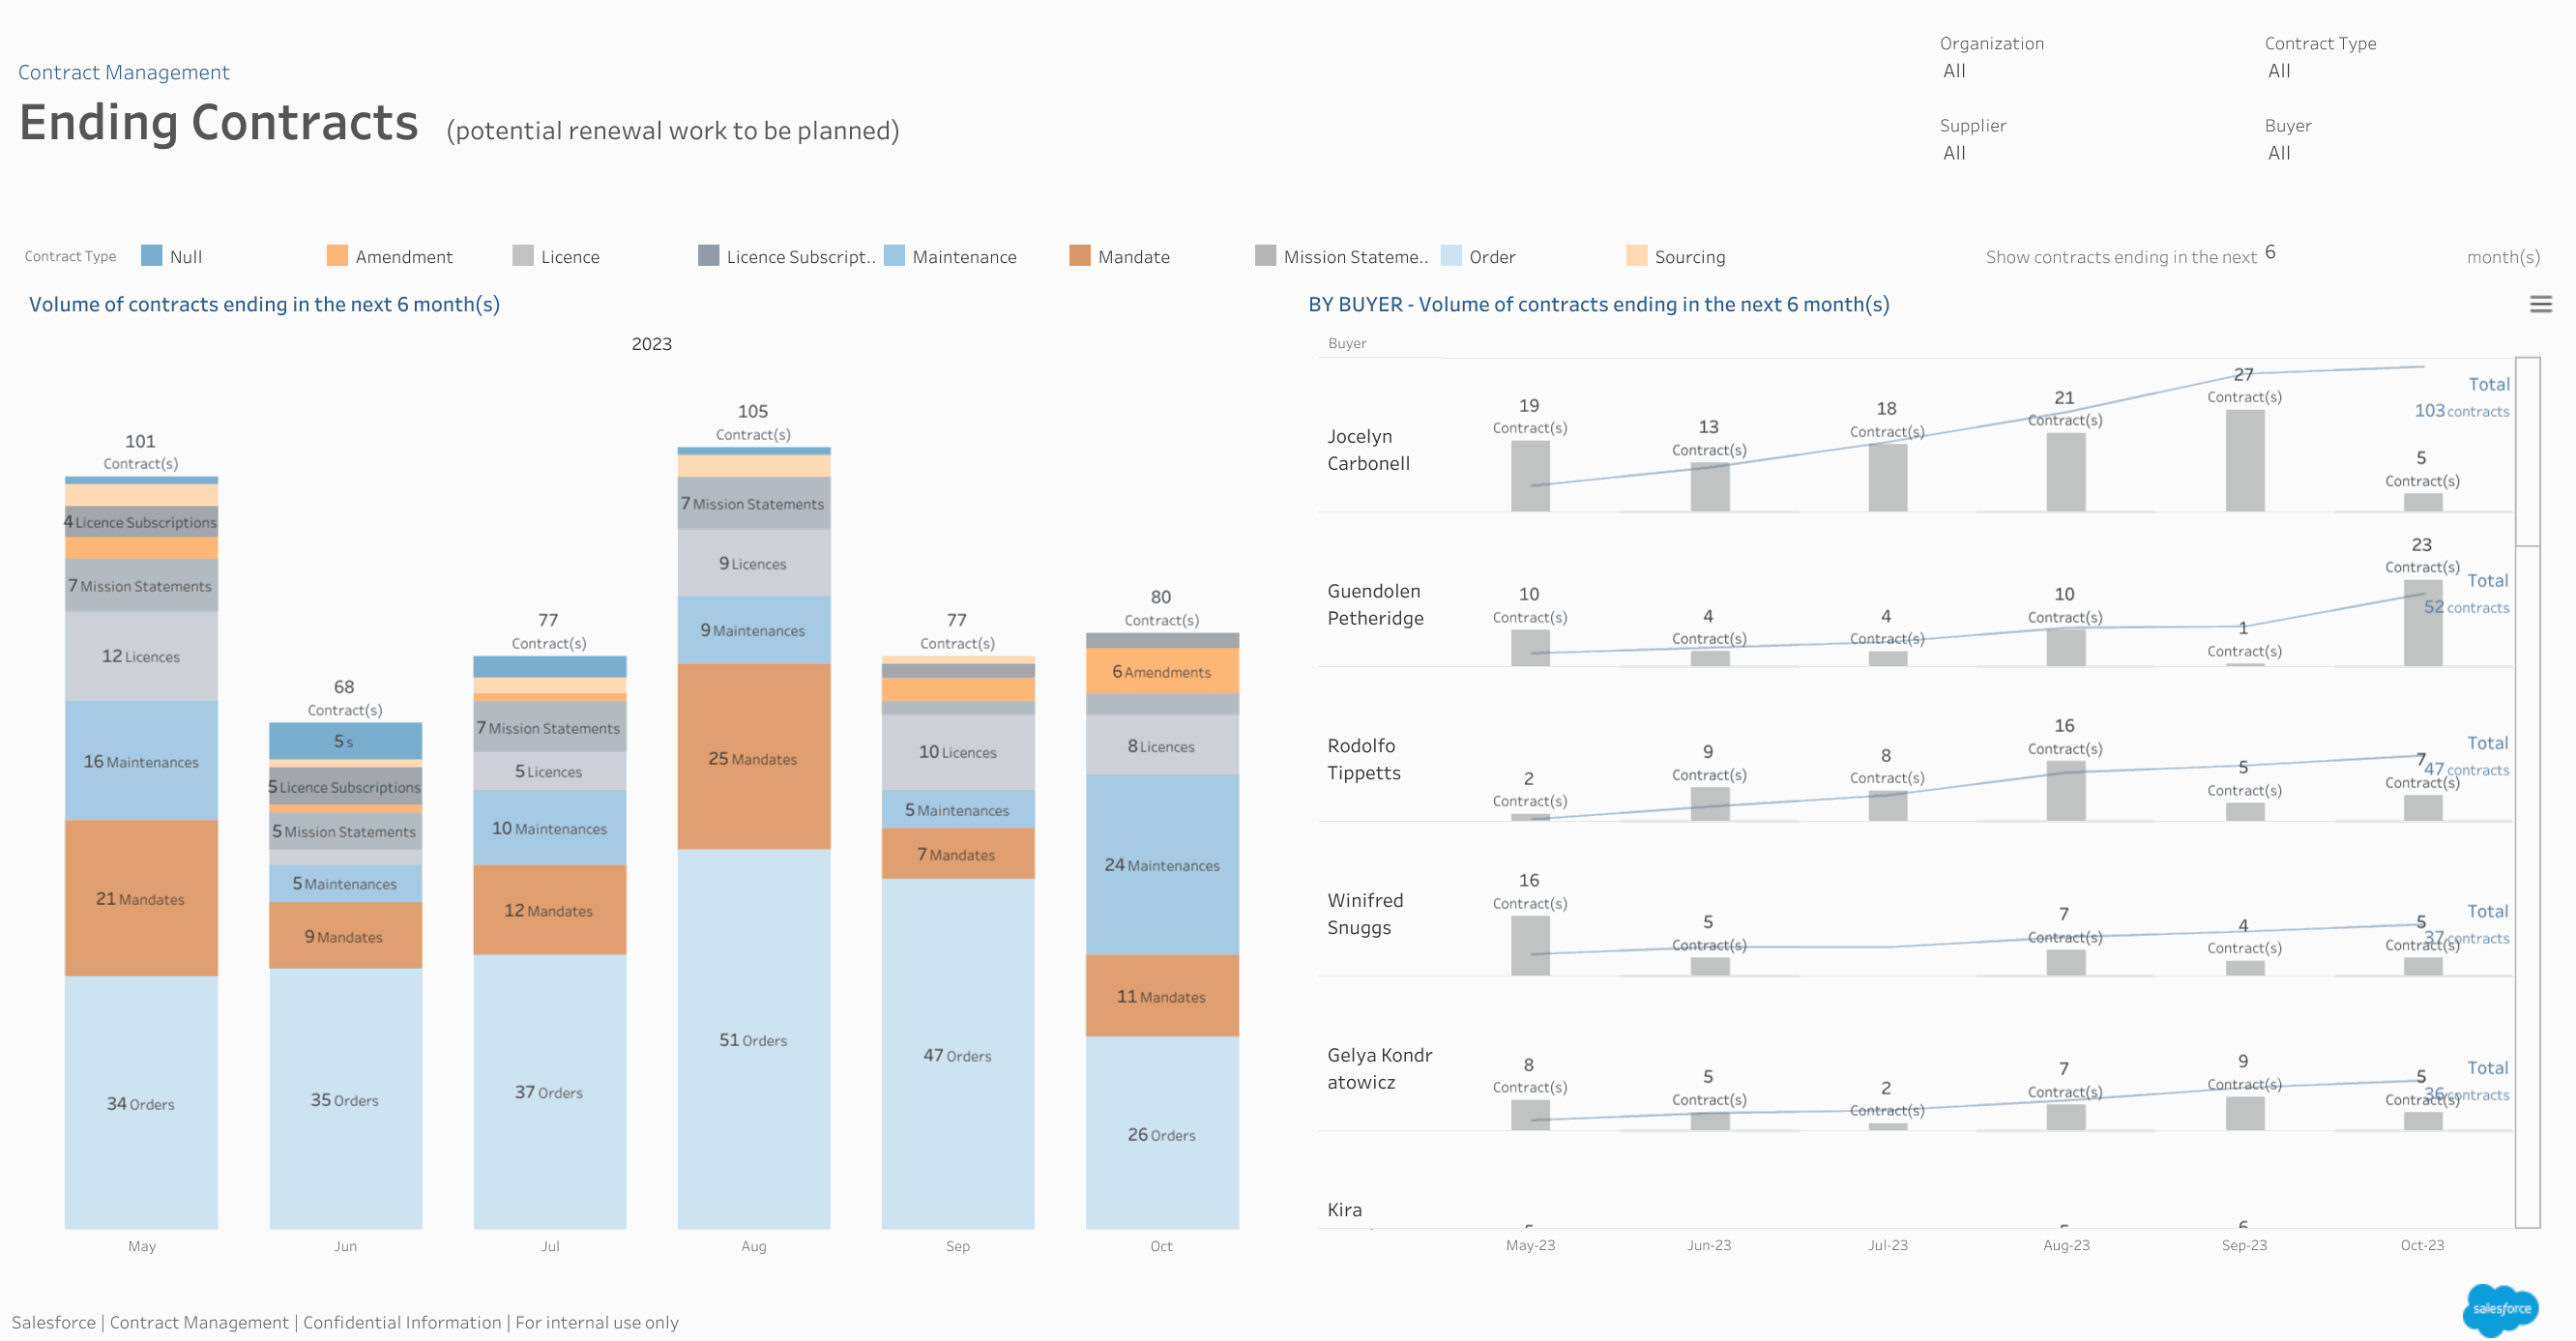 Contract Management
Ending Contracts (potential renewal work to be planned)
Organization
All
Contract Type
All
Supplier
All
Buyer
All
Contract Type Null Amendment Licence Licence Subscript.. Maintenance Mandate Mission Stateme.. Order Sourcing
Show contracts ending in the next 6 month(s)
Volume of contracts ending in the next 6 month(s)
2023
101
Contract(s)
4 Licence Subscriptions
7 Mission Statements
12 Licences
16 Maintenances
21 Mandates
34 Orders
May
68
Contract(s)
5 s
5 Licence Subscriptions
5 Mission Statements
5 Maintenances
9 Mandates
35 Orders
Jun
77
Contract(s)
7 Mission Statements
5 Licences
10 Maintenances
12 Mandates
37 Orders
Jul
105
Contract(s)
7 Mission Statements
9 Licences
9 Maintenances
25 Mandates
51 Orders
Aug
77
Contract(s)
10 Licences
5 Maintenances
7 Mandates
47 Orders
Sep
80
Contract(s)
6 Amendments
8 Licences
24 Maintenances
11 Mandates
26 Orders
Oct
BY BUYER - Volume of contracts ending in the next 6 month(s)
Buyer
Jocelyn
Carbonell
19
Contract(s)
13
Contract(s)
18
Contract(s)
21
Contract(s)
27
Contract(s)
5
Contract(s)
Total
103 contracts
Guendolen
Petheridge
10
Contract(s)
4
Contract(s)
4
Contract(s)
10
Contract(s)
1
Contract(s)
23
Contract(s)
Total
52 contracts
Rodolfo
Tippetts
2
Contract(s)
9
Contract(s)
8
Contract(s)
16
Contract(s)
5
Contract(s)
7
Contract(s)
Total
47 contracts
Winifred
Snuggs
16
Contract(s)
5
Contract(s)
7
Contract(s)
4
Contract(s)
5
Contract(s)
Total
37 contracts
Gelya Kondr
atowicz
8
Contract(s)
5
Contract(s)
2
Contract(s)
7
Contract(s)
9
Contract(s)
5
Contract(s)
Total
36 contracts
Kira
May-23
Jun-23
Jul-23
Aug-23
Sep-23
Oct-23
Salesforce | Contract Management | Confidential Information | For internal use only
salesforce